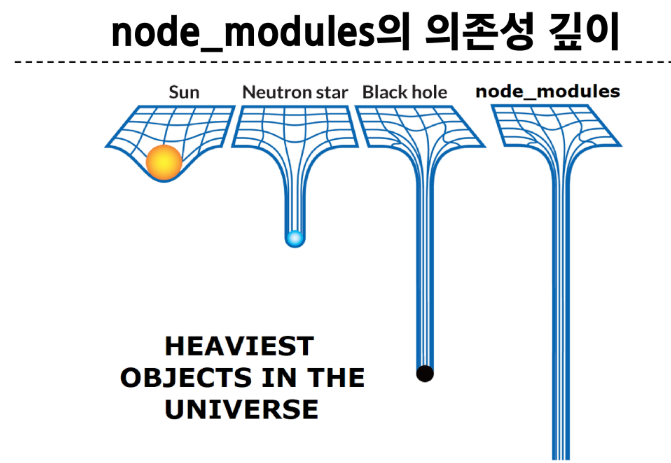 node_modules의 의존성 깊이
Sun Neutron star Black hole node_modules
HEAVIEST
OBJECTS IN THE
UNIVERSE